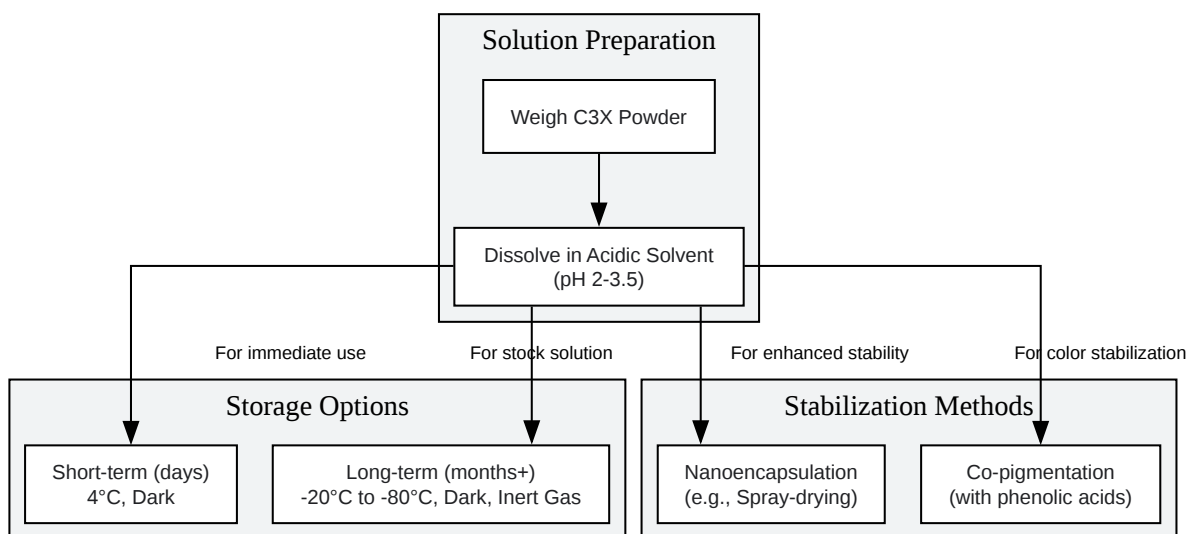 Solution Preparation
Weigh C3X Powder
Dissolve in Acidic Solvent
(pH 2-3.5)
For immediate use
For stock solution
For enhanced stability
For color stabilization
Storage Options
Stabilization Methods
Short-term (days)
4°C, Dark
Long-term (months+)
-20°C to -80°C, Dark, Inert Gas
Nanoencapsulation
(e.g., Spray-drying)
Co-pigmentation
(with phenolic acids)